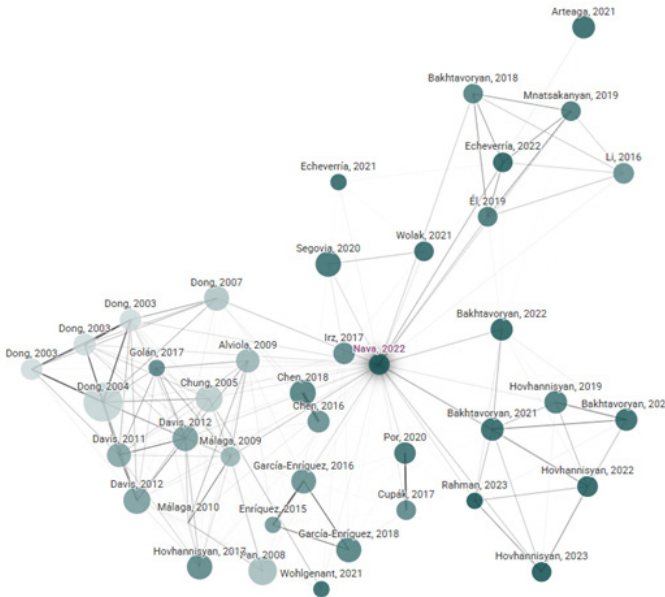 Arteaga, 2021
Bakhtavoryan, 2018
Mnatsakanyan, 2019
Echeverría, 2022
Li, 2016
Echeverría, 2021
Él, 2019
Wolak, 2021
Segovia, 2020
Dong, 2007
Dong, 2003
Bakhtavoryan, 2022
Dong, 2003
Irz, 2017
Nava, 2022
Dong, 2003
Golán, 2017
Alviola, 2009
Chen, 2018
Dong, 2004
Chung, 2005
Hovhannisyan, 2019
Chen, 2016
Bakhtavoryan, 2021
Bakhtavoryan, 202
Davis, 2012
Davis, 2011
Málaga, 2009
Por, 2020
García-Enríquez, 2016
Hovhannisyan, 2022
Davis, 2012
Rahman, 2023
Cupák, 2017
Málaga, 2010
Enríquez, 2015
García-Enríquez, 2018
Hovhannisyan, 2017
Pan, 2008
Hovhannisyan, 2023
Wohlgenant, 2021